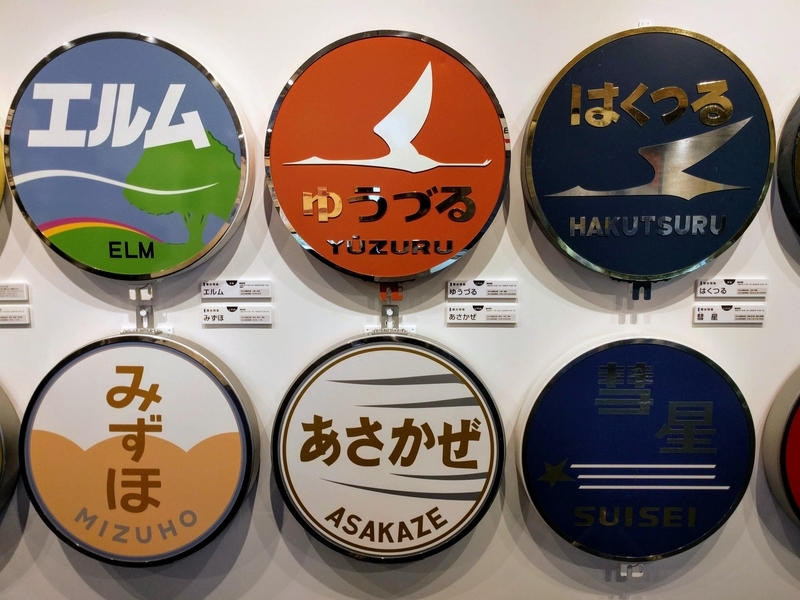 エルム
ELM
ゆうづる
YŪZURU
はくつる
HAKUTSURU
エルム
みずほ
ゆうづる
あさかぜ
はくつる
彗 星
みずほ
MIZUHO
あさかぜ
ASAKAZE
彗星
SUISEI